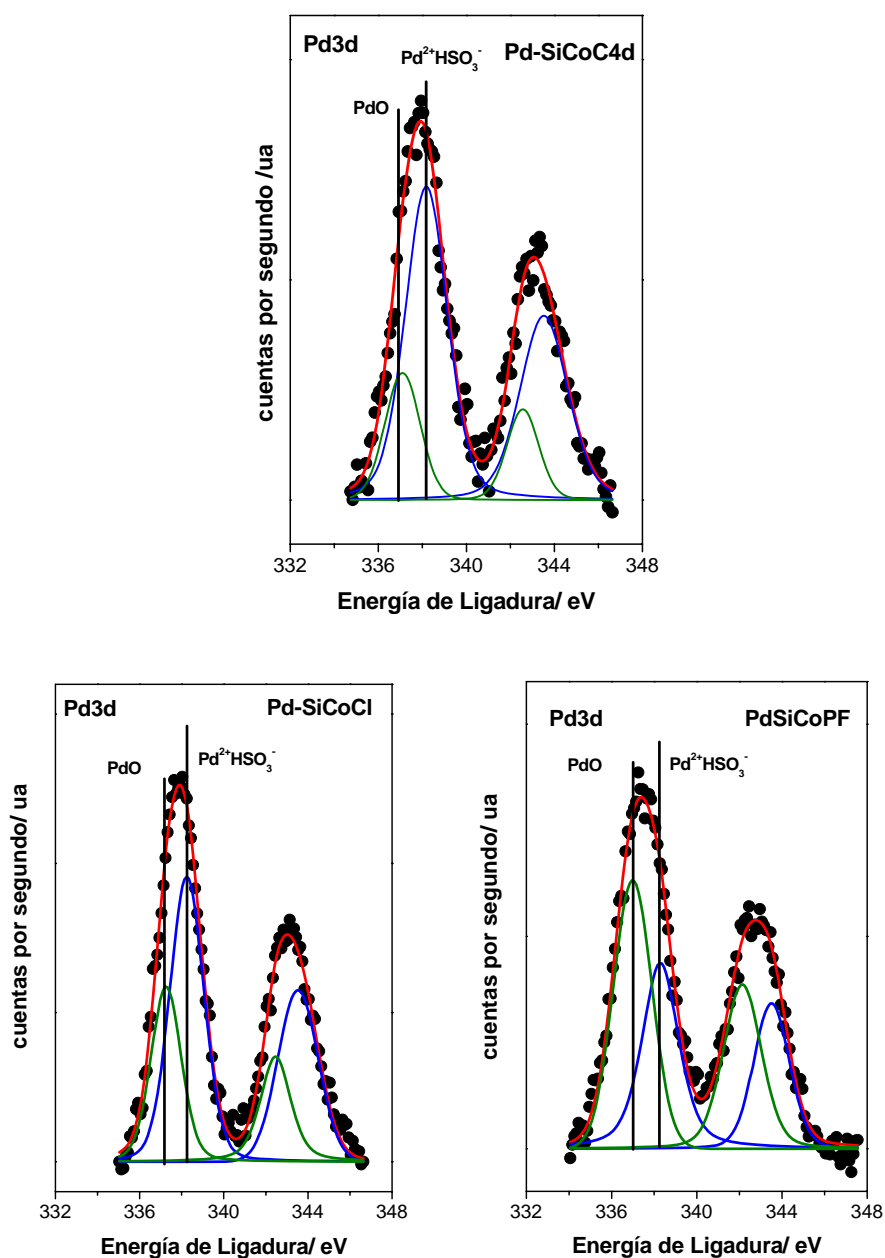 Pd3d
Pd²⁺HSO₃⁻
Pd-SiCoC4d
PdO
cuentas por segundo /ua
332 336 340 344 348
Energía de Ligadura/ eV
Pd3d
Pd-SiCoCl
Pd²⁺HSO₃⁻
PdO
cuentas por segundo/ ua
332 336 340 344 348
Energía de Ligadura/ eV
Pd3d
PdSiCoPF
PdO
Pd²⁺HSO₃⁻
cuentas por segundo/ ua
332 336 340 344 348
Energía de Ligadura/ eV